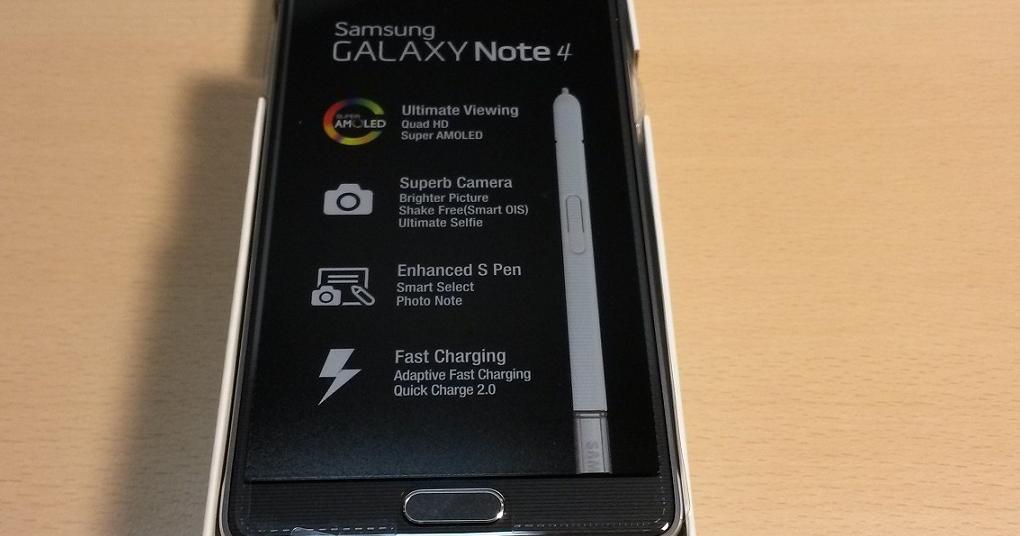 Samsung
GALAXY Note 4
SUPER
AMOLED
Ultimate Viewing
Quad HD
Super AMOLED
Superb Camera
Brighter Picture
Shake Free(Smart OIS)
Ultimate Selfie
Enhanced S Pen
Smart Select
Photo Note
Fast Charging
Adaptive Fast Charging
Quick Charge 2.0
SAM